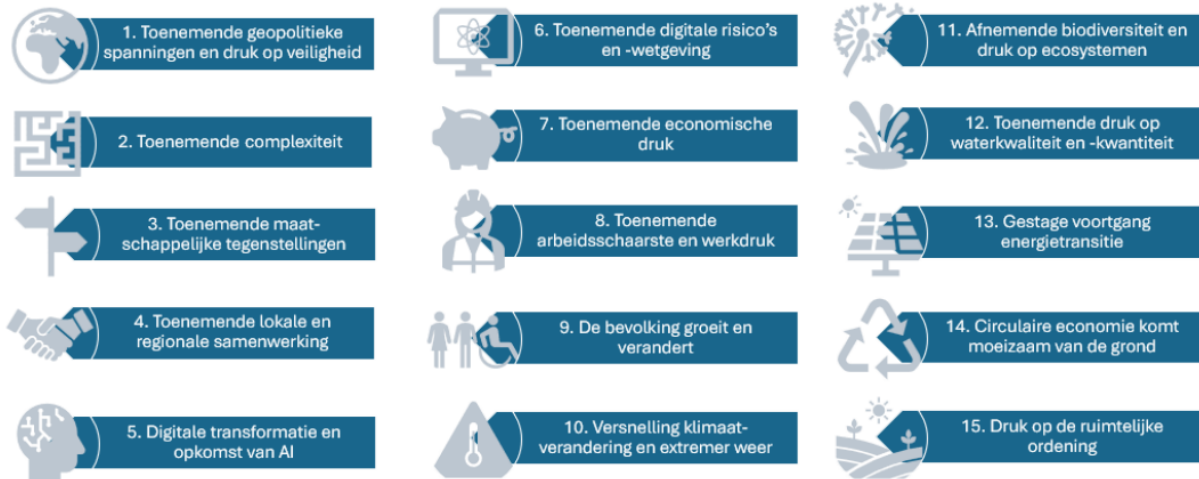 1. Toenemende geopolitieke
spanningen en druk op veiligheid
2. Toenemende complexiteit
3. Toenemende maat-
schappelijke tegenstellingen
4. Toenemende lokale en
regionale samenwerking
5. Digitale transformatie en
opkomst van AI
6. Toenemende digitale risico's
en -wetgeving
7. Toenemende economische
druk
8. Toenemende
arbeidsschaarste en werkdruk
9. De bevolking groeit en
verandert
10. Versnelling klimaat-
verandering en extremer weer
11. Afnemende biodiversiteit en
druk op ecosystemen
12. Toenemende druk op
waterkwaliteit en -kwantiteit
13. Gestage voortgang
energietransitie
14. Circulaire economie komt
moeizaam van de grond
15. Druk op de ruimtelijke
ordening